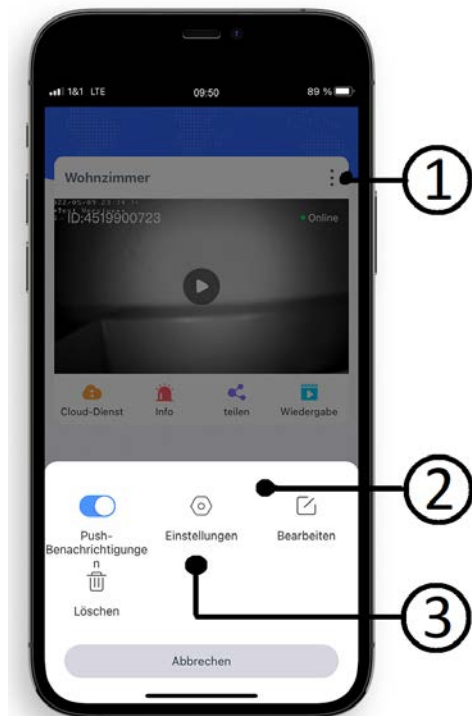 1&1 LTE 09:50 89 %
Wohnzimmer
1
ID:4519900723
Online
Cloud-Dienst Info teilen Wiedergabe
2
Push-
Benachrichtigunge
n
Einstellungen
Bearbeiten
3
Löschen
Abbrechen